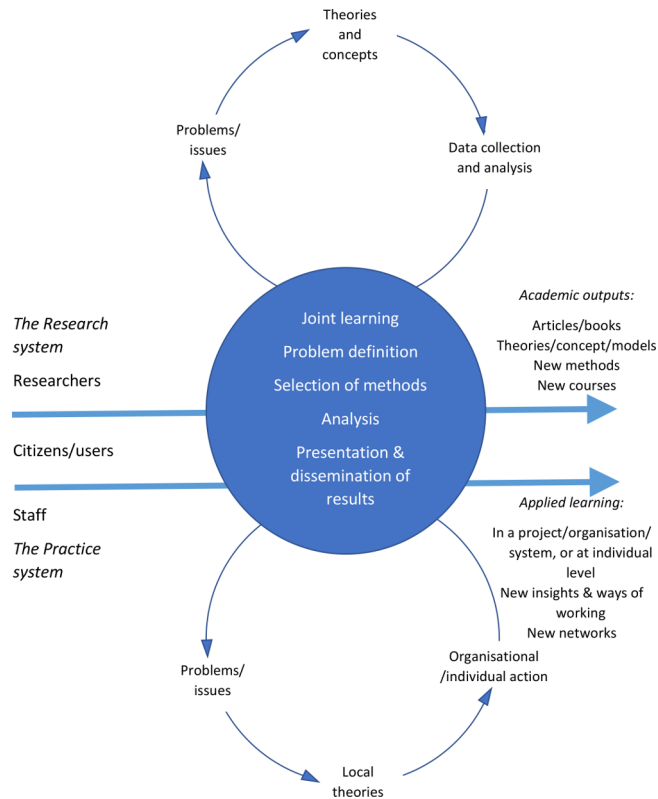 Theories
and
concepts
Problems/
issues
Data collection
and analysis
Joint learning
Problem definition
Selection of methods
Analysis
Presentation &
dissemination of
results
The Research
system
Researchers
Citizens/users
Staff
The Practice
system
Academic outputs:
Articles/books
Theories/concept/models
New methods
New courses
Applied learning:
In a project/organisation/
system, or at individual
level
New insights & ways of
working
New networks
Problems/
issues
Organisational
/individual action
Local
theories